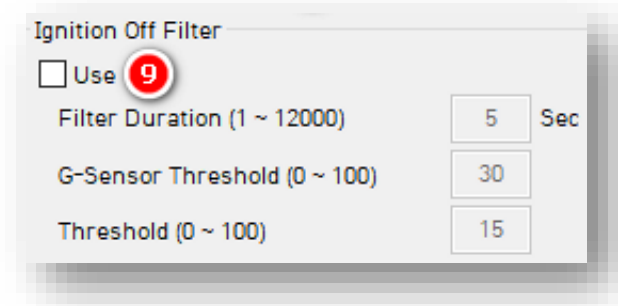 Ignition Off Filter
Use 9
Filter Duration (1 ~ 12000) 5 Sec
G-Sensor Threshold (0 ~ 100) 30
Threshold (0 ~ 100) 15